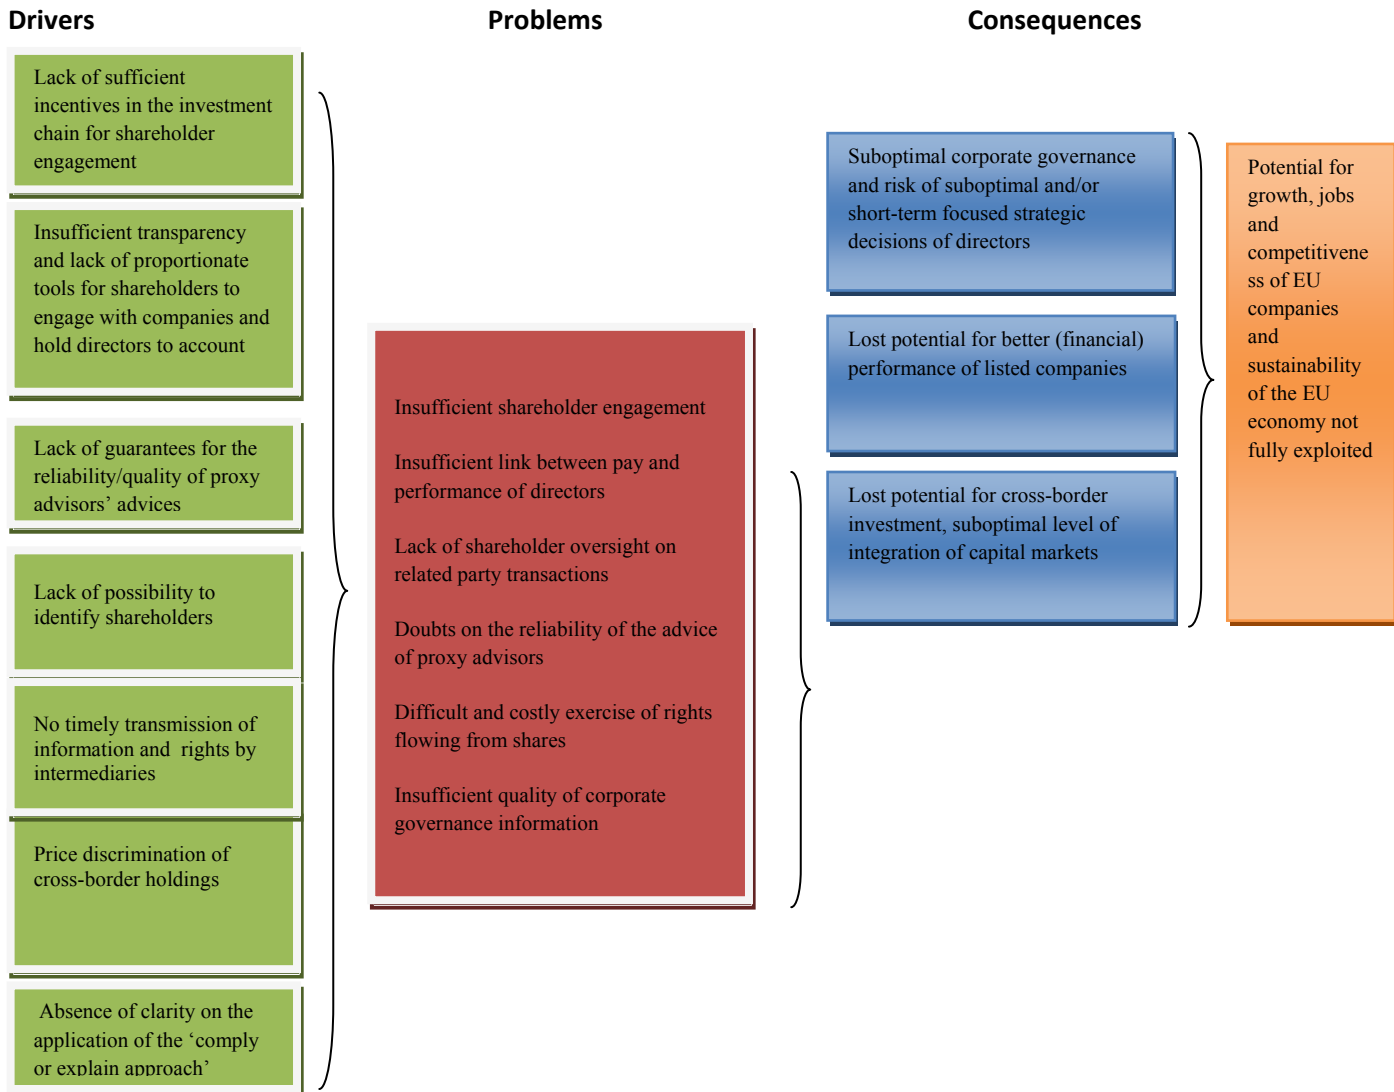 Drivers
Problems
Consequences
Lack of sufficient
incentives in the investment
chain for shareholder
engagement
Insufficient transparency
and lack of proportionate
tools for shareholders to
engage with companies and
hold directors to account
Lack of guarantees for the
reliability/quality of proxy
advisors’ advices
Lack of possibility to
identify shareholders
No timely transmission of
information and rights by
intermediaries
Price discrimination of
cross-border holdings
Absence of clarity on the
application of the ‘comply
or explain approach’
Insufficient shareholder engagement
Insufficient link between pay and
performance of directors
Lack of shareholder oversight on
related party transactions
Doubts on the reliability of the advice
of proxy advisors
Difficult and costly exercise of rights
flowing from shares
Insufficient quality of corporate
governance information
Suboptimal corporate governance
and risk of suboptimal and/or
short-term focused strategic
decisions of directors
Lost potential for better (financial)
performance of listed companies
Lost potential for cross-border
investment, suboptimal level of
integration of capital markets
Potential for
growth, jobs
and
competitivene
ss of EU
companies
and
sustainability
of the EU
economy not
fully exploited